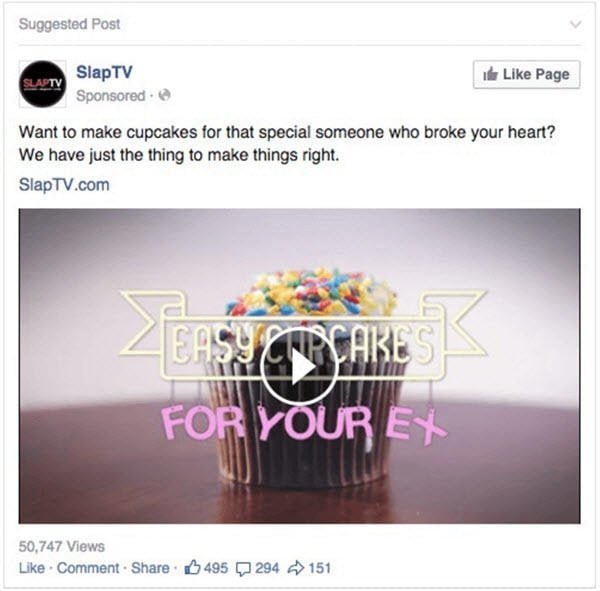 Suggested Post
SLAPTV
SlapTV
Sponsored ·
Like Page
Want to make cupcakes for that special someone who broke your heart?
We have just the thing to make things right.
SlapTV.com
EASY CUPCAKES
FOR YOUR EX
50,747 Views
Like · Comment · Share · 495 294 151